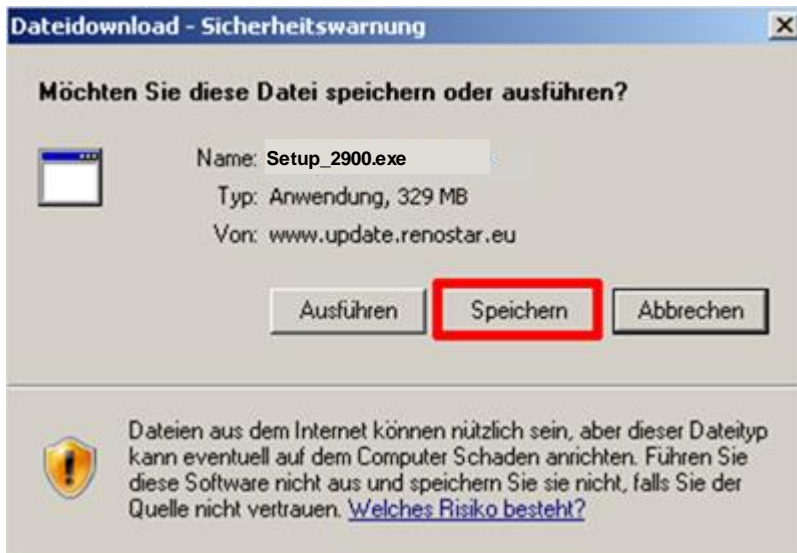 Dateidownload - Sicherheitswarnung
Möchten Sie diese Datei speichern oder ausführen?
Name: Setup_2900.exe
Typ: Anwendung, 329 MB
Von: www.update.renostar.eu
Ausführen Speichern Abbrechen
Dateien aus dem Internet können nützlich sein, aber dieser Dateityp
kann eventuell auf dem Computer Schaden anrichten. Führen Sie
diese Software nicht aus und speichern Sie sie nicht, falls Sie der
Quelle nicht vertrauen. Welches Risiko besteht?